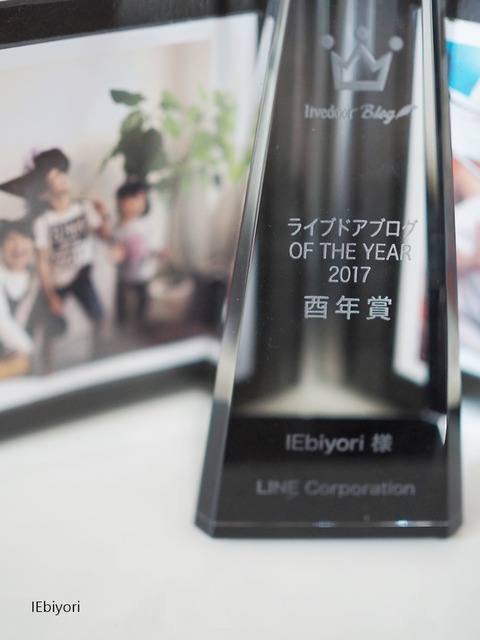 livedoor Blog
ライブドアブログ
OF THE YEAR
2017
酉年賞
IEbiyori 様
LINE Corporation
IEbiyori